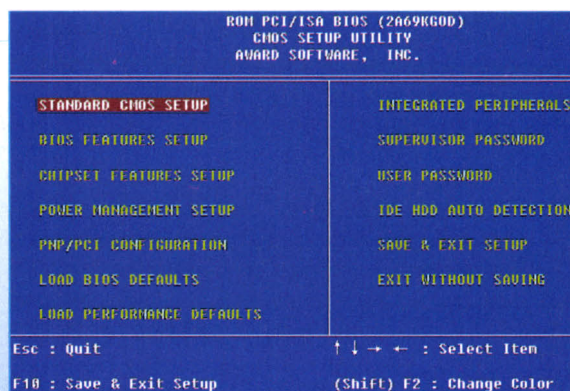 ROM PCI/ISA BIOS (2A69KGOD)
CMOS SETUP UTILITY
AWARD SOFTWARE, INC.
STANDARD CMOS SETUP
BIOS FEATURES SETUP
CHIPSET FEATURES SETUP
POWER MANAGEMENT SETUP
PNP/PCI CONFIGURATION
LOAD BIOS DEFAULTS
LOAD PERFORMANCE DEFAULTS
INTEGRATED PERIPHERALS
SUPERVISOR PASSWORD
USER PASSWORD
IDE HDD AUTO DETECTION
SAVE & EXIT SETUP
EXIT WITHOUT SAVING
Esc : Quit
↑ ↓ → ← : Select Item
F10 : Save & Exit Setup
(Shift) F2 : Change Color